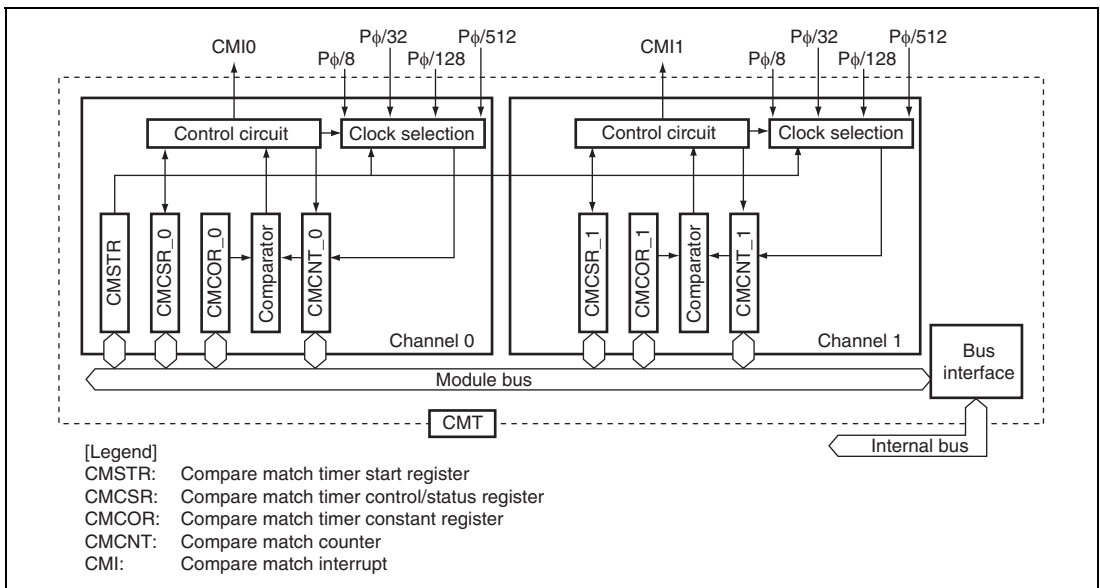 CMI0
Pφ/32
Pφ/512
Pφ/8
Pφ/128
CMI1
Pφ/32
Pφ/512
Pφ/8
Pφ/128
Control circuit
Clock selection
Control circuit
Clock selection
CMSTR
CMCSR_0
CMCOR_0
Comparator
CMCNT_0
CMCSR_1
CMCOR_1
Comparator
CMCNT_1
Channel 0
Channel 1
Module bus
Bus
interface
CMT
Internal bus
[Legend]
CMSTR: Compare match timer start register
CMCSR: Compare match timer control/status register
CMCOR: Compare match timer constant register
CMCNT: Compare match counter
CMI: Compare match interrupt